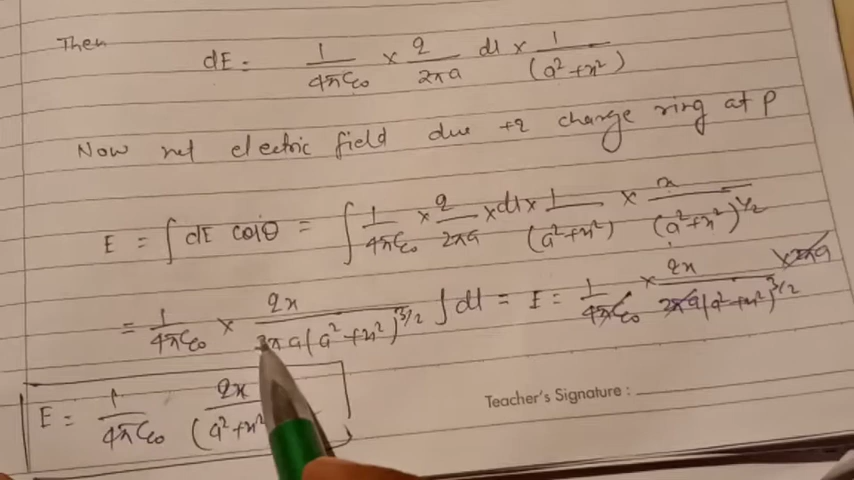 Then
dE = 1/4πε₀ × q/2πa dl × 1/(a²+x²)
Now net electric field due +q charge ring at P
E = ∫ dE cosθ = ∫ 1/4πε₀ × q/2πa × dl × 1/(a²+x²) × x/(a²+x²)^1/2
= 1/4πε₀ × qx/2πa(a²+x²)^3/2 ∫ dl = E = 1/4πε₀ × qx/2πa(a²+x²)^3/2 × 2πa
E = 1/4πε₀ qx/(a²+x²
Teacher's Signature :